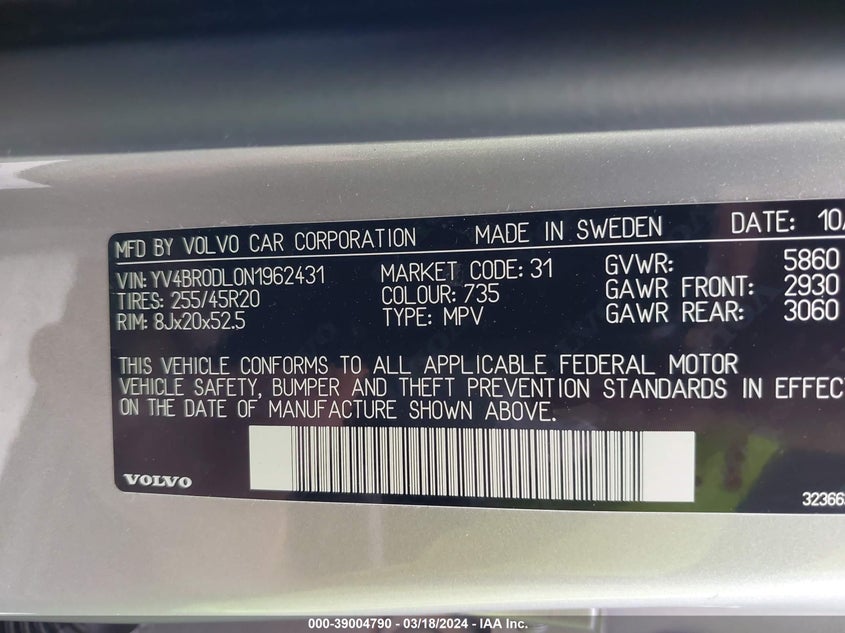 MFD BY VOLVO CAR CORPORATION MADE IN SWEDEN DATE: 10/
VIN: YV4BR0DL0N1962431 MARKET CODE: 31 GVWR: 5860
TIRES: 255/45R20 COLOUR: 735 GAWR FRONT: 2930
RIM: 8Jx20x52.5 TYPE: MPV GAWR REAR: 3060
THIS VEHICLE CONFORMS TO ALL APPLICABLE FEDERAL MOTOR
VEHICLE SAFETY, BUMPER AND THEFT PREVENTION STANDARDS IN EFFEC
ON THE DATE OF MANUFACTURE SHOWN ABOVE.
VOLVO
32366
000-39004790 - 03/18/2024 - IAA Inc.